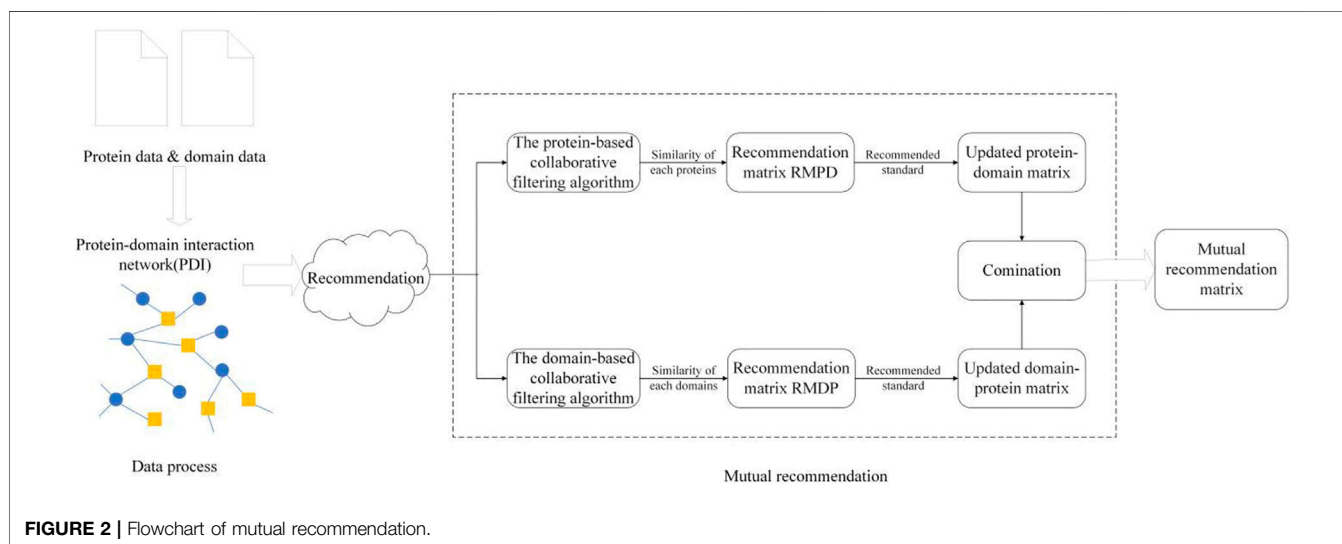 Protein data & domain data
Protein-domain interaction
network(PDI)
Data process
Recommendation
The protein-based
collaborative
filtering algorithm
Similarity of
each proteins
Recommendation
matrix RMPD
Recommended
standard
Updated protein-
domain matrix
Comination
Mutual
recommendation
matrix
The domain-based
collaborative
filtering algorithm
Similarity of
each domains
Recommendation
matrix RMDP
Recommended
standard
Updated domain-
protein matrix
Mutual recommendation
FIGURE 2 | Flowchart of mutual recommendation.